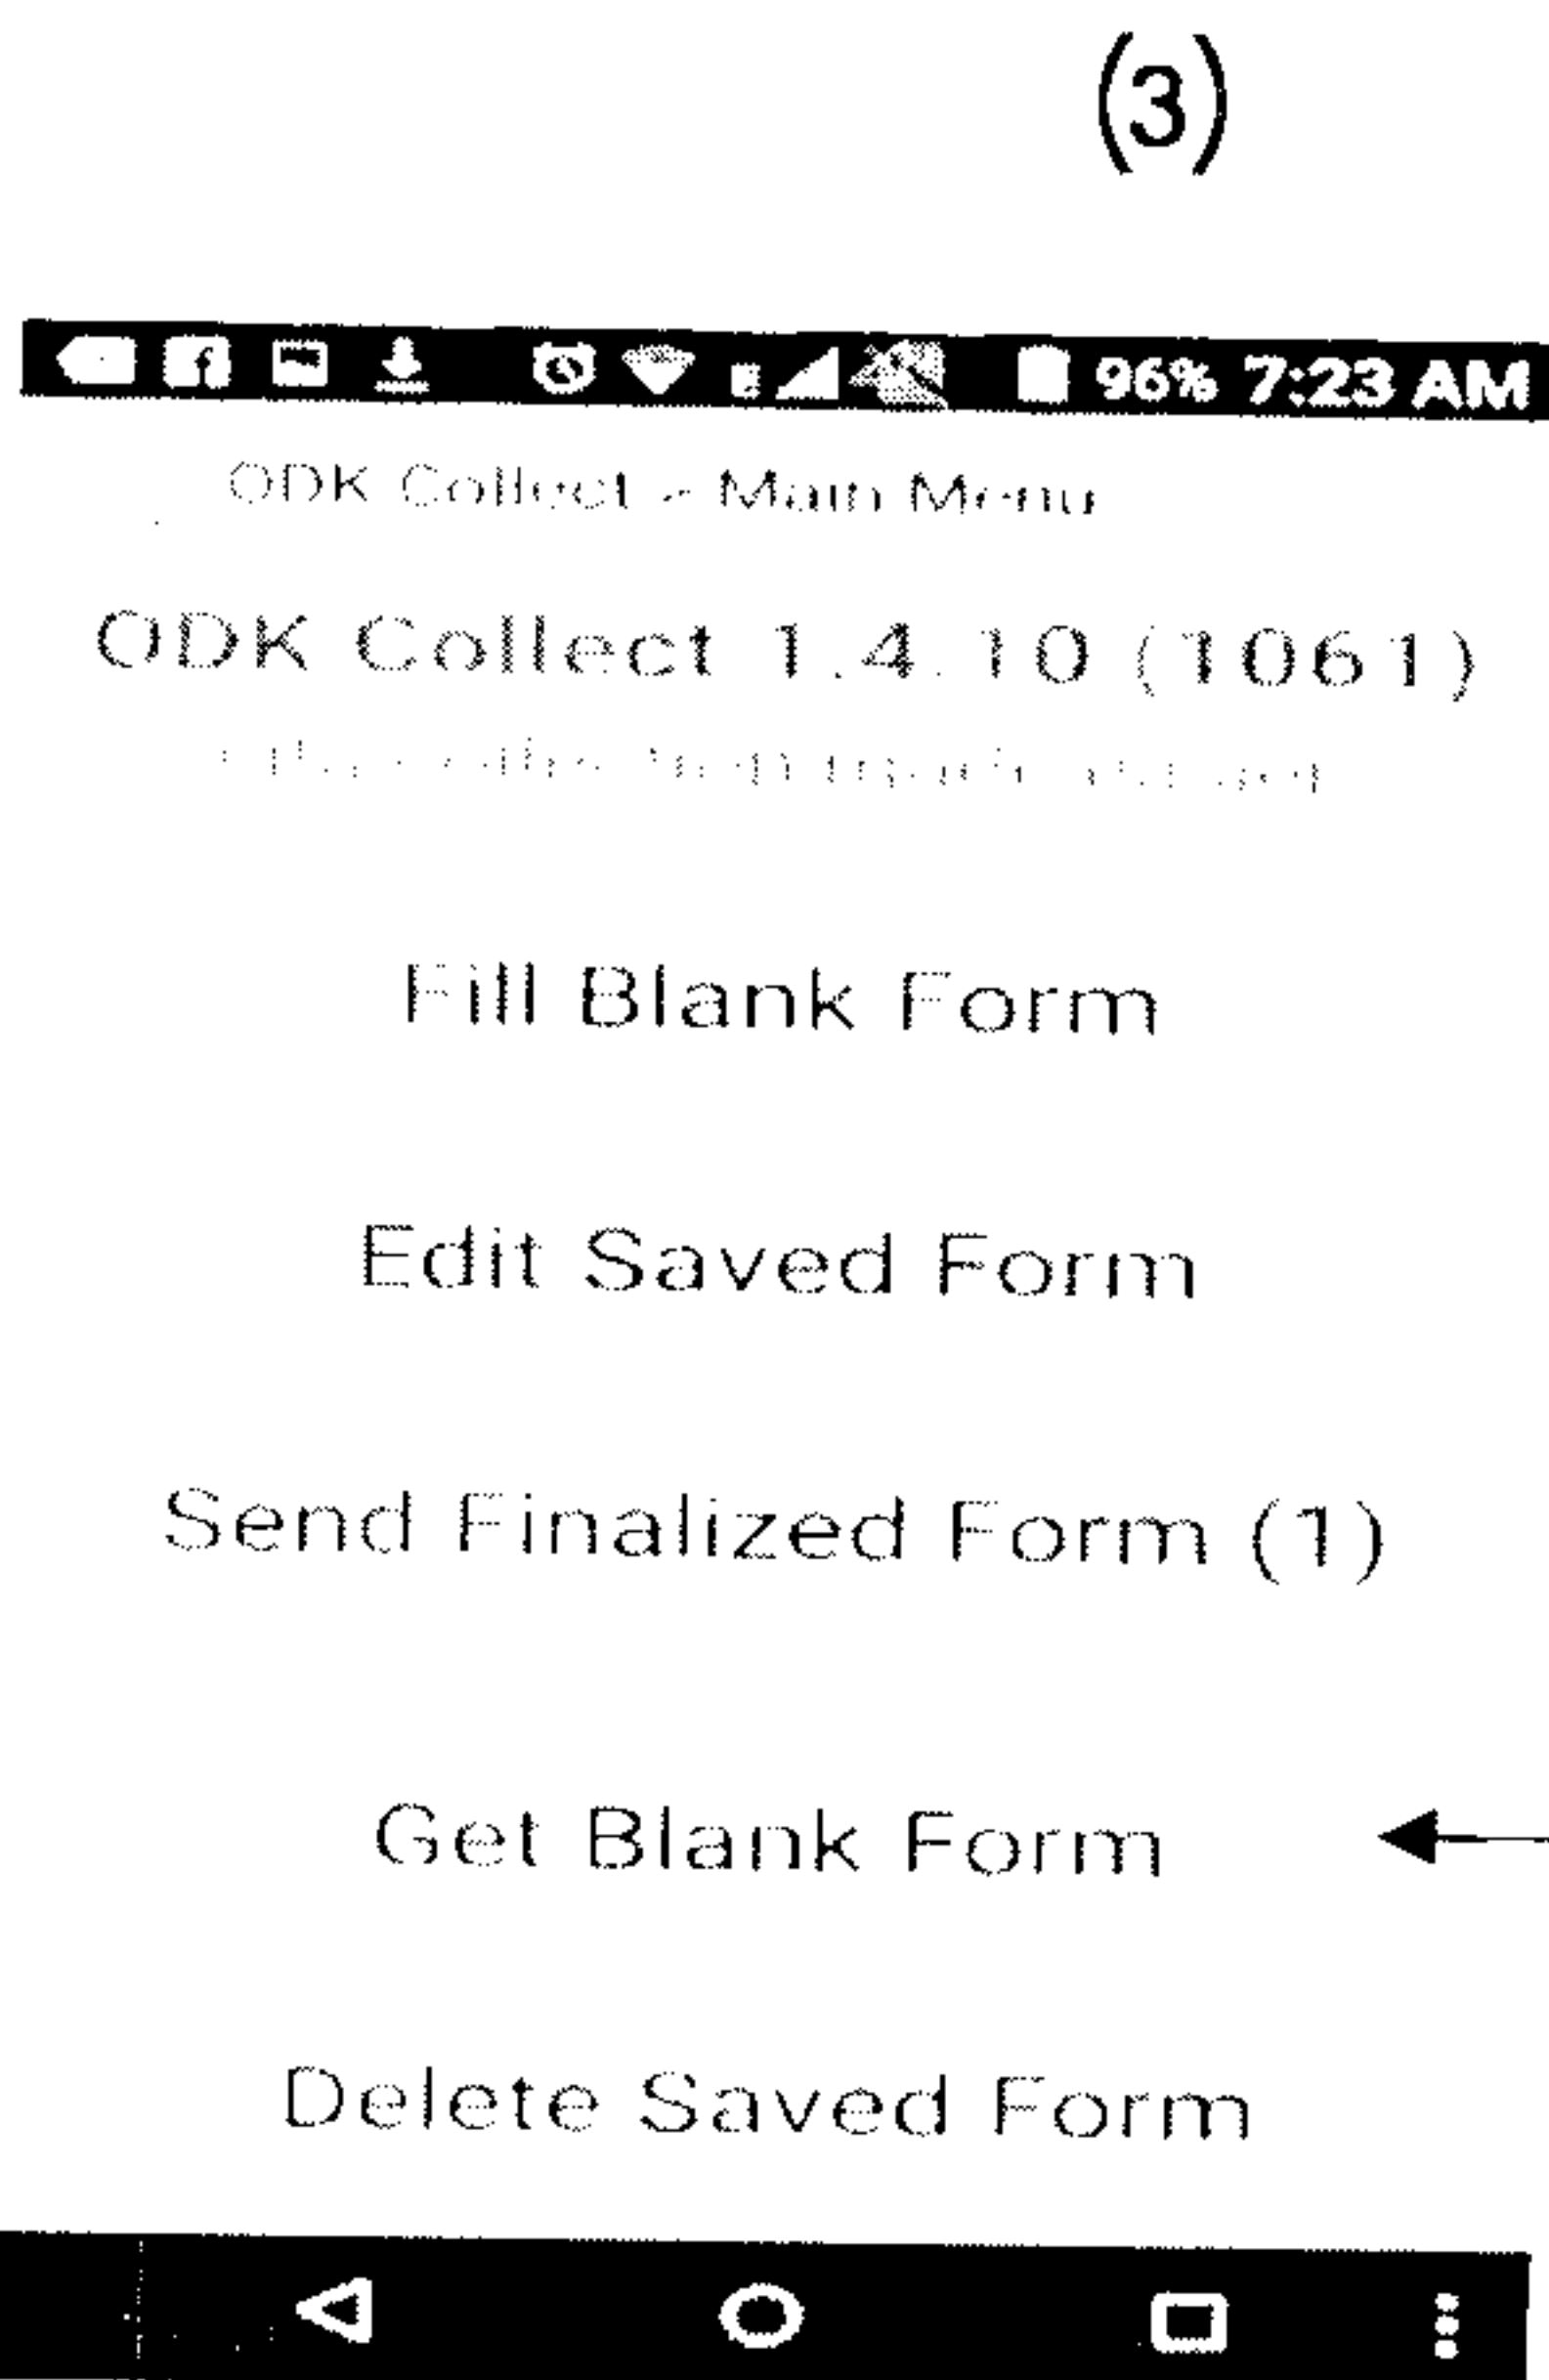 (3)
96% 7:23 AM
ODK Collect > Main Menu
ODK Collect 1.4.10 (1061)
Fill Blank Form
Edit Saved Form
Send Finalized Form (1)
Get Blank Form
Delete Saved Form